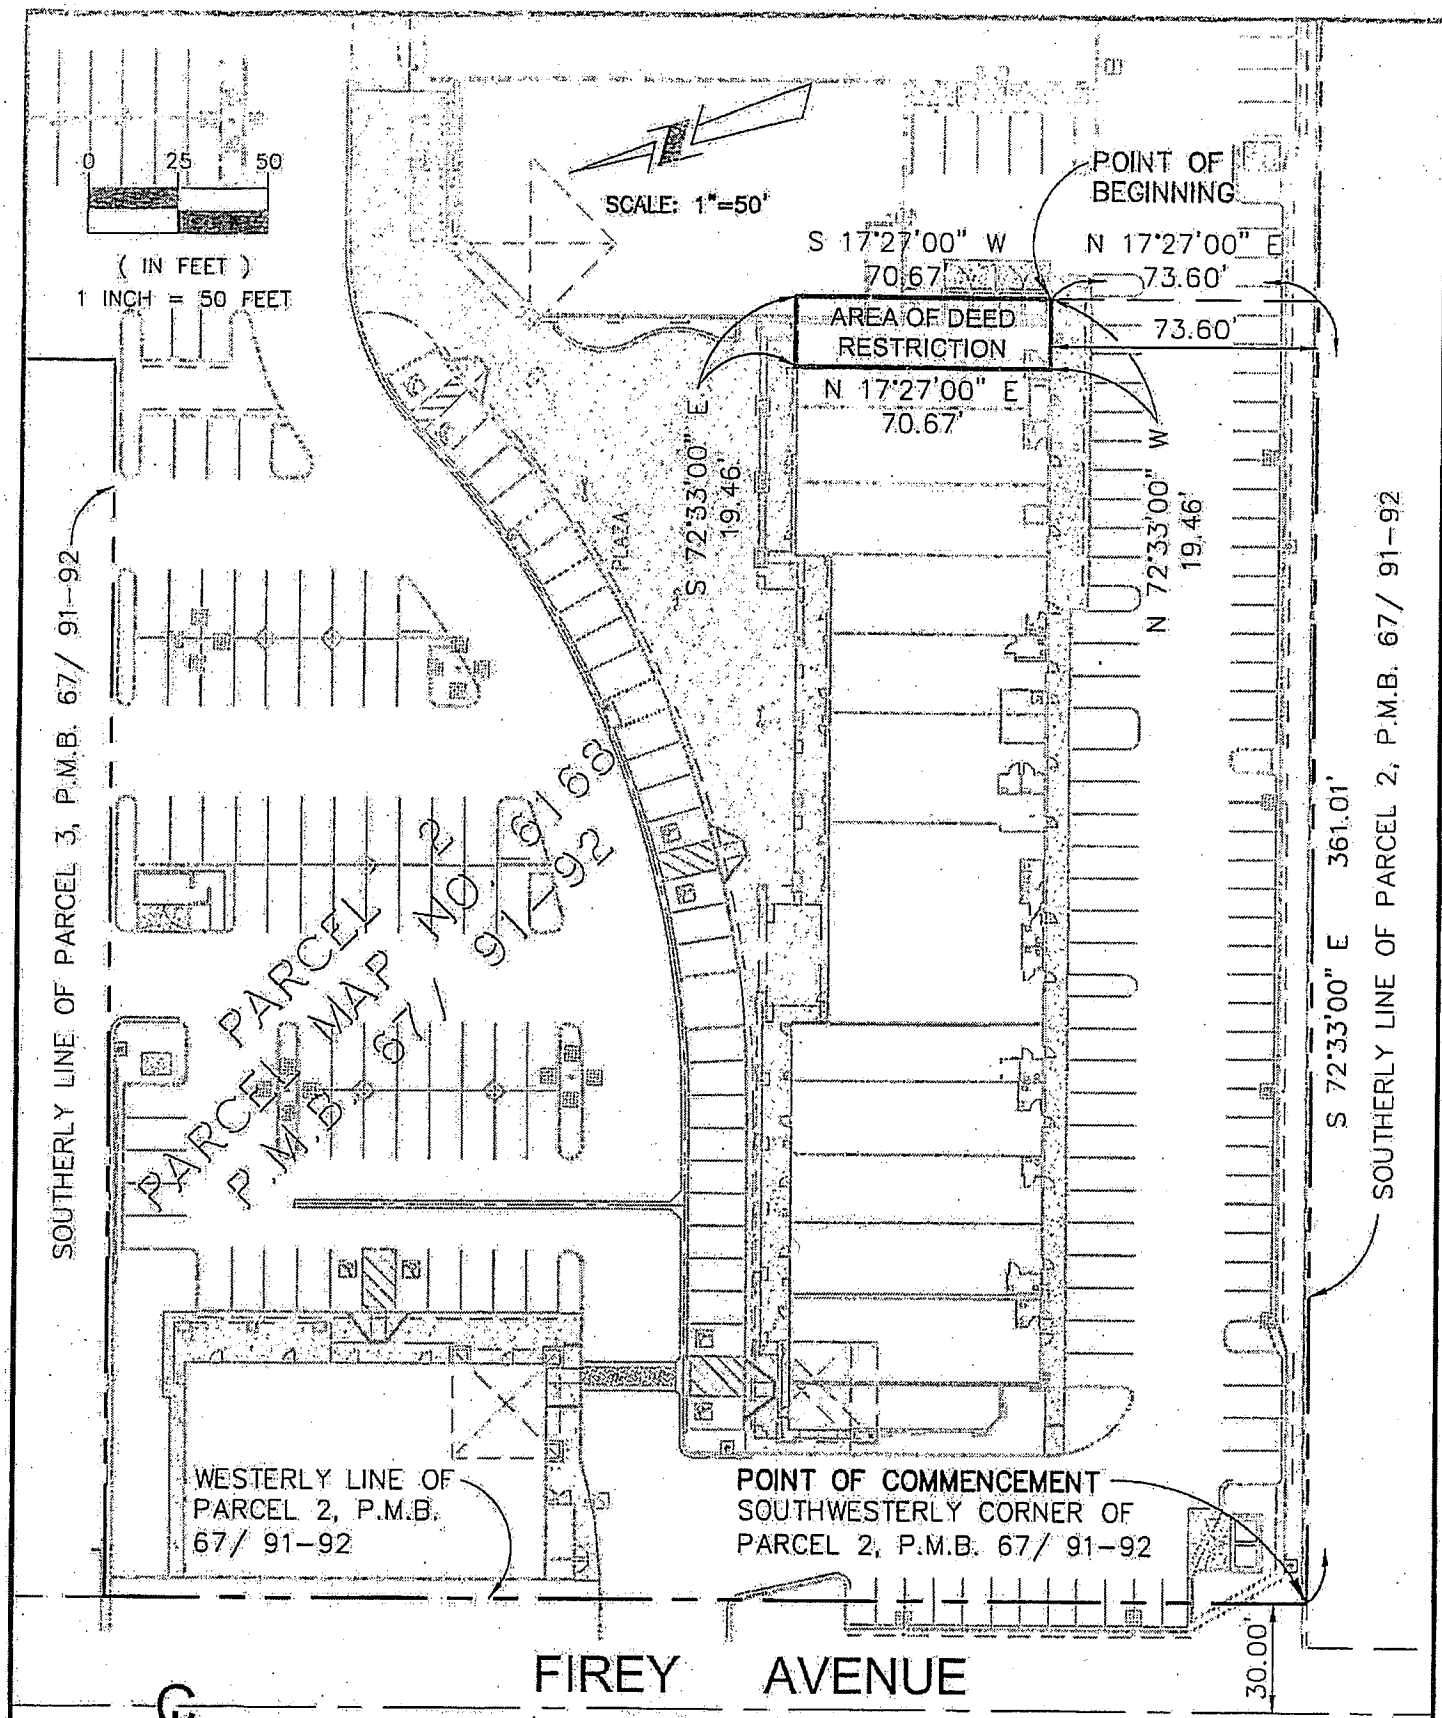 0 25 50
( IN FEET )
1 INCH = 50 FEET
SCALE: 1"=50'
POINT OF
BEGINNING
S 17°27'00" W
70.67'
N 17°27'00" E
73.60'
73.60'
AREA OF DEED
RESTRICTION
N 17°27'00" E
70.67'
S 72°33'00" E
19.46'
N 72°33'00" W
19.46'
PLAZA
SOUTHERLY LINE OF PARCEL 3, P.M.B. 67/ 91-92
PARCEL 2
PARCEL MAP NO. 6168
P.M.B. 67/ 91-92
S 72°33'00" E 361.01'
SOUTHERLY LINE OF PARCEL 2, P.M.B. 67/ 91-92
WESTERLY LINE OF
PARCEL 2, P.M.B.
67/ 91-92
POINT OF COMMENCEMENT
SOUTHWESTERLY CORNER OF
PARCEL 2, P.M.B. 67/ 91-92
30.00'
FIREY AVENUE